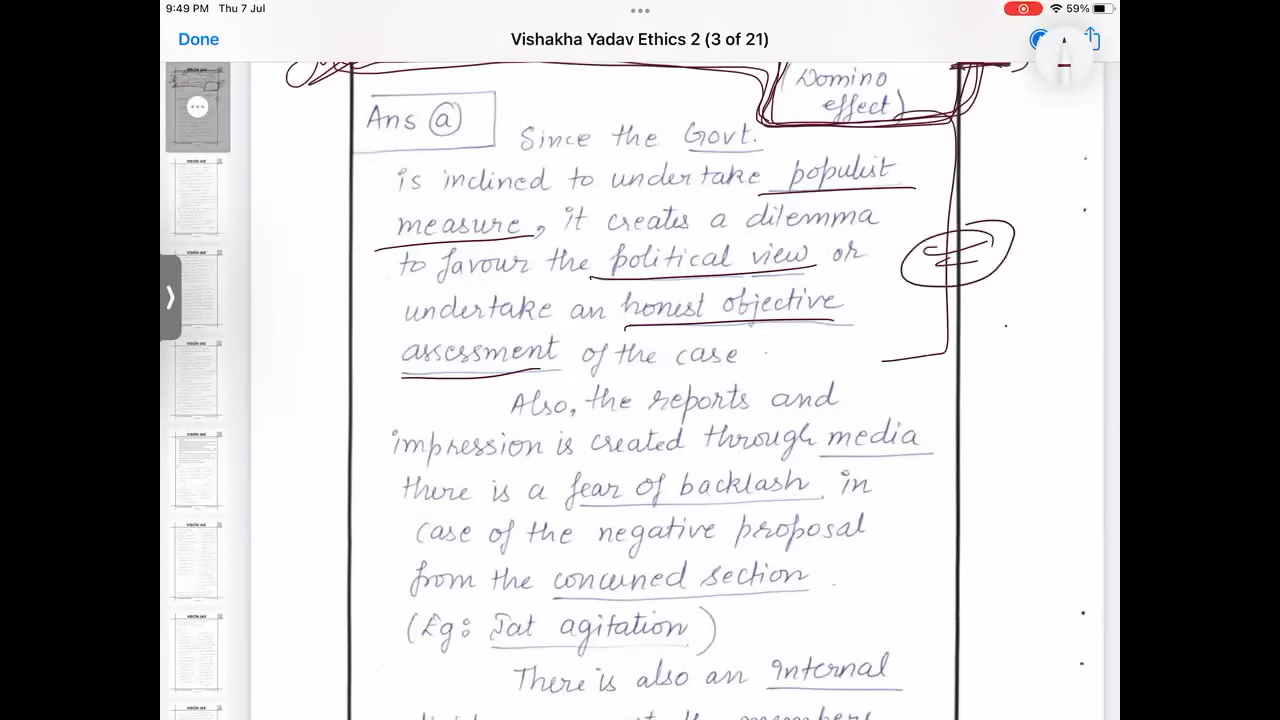 9:49 PM Thu 7 Jul
59%
Done
Vishakha Yadav Ethics 2 (3 of 21)
(Domino
effect)
Ans (a)
Since the Govt.
is inclined to undertake populist
measure, it creates a dilemma
to favour the political view or
undertake an honest objective
assessment of the case.
Also, the reports and
impression is created through media
there is a fear of backlash in
case of the negative proposal
from the concerned section.
(Eg: Jat agitation)
There is also an internal
members